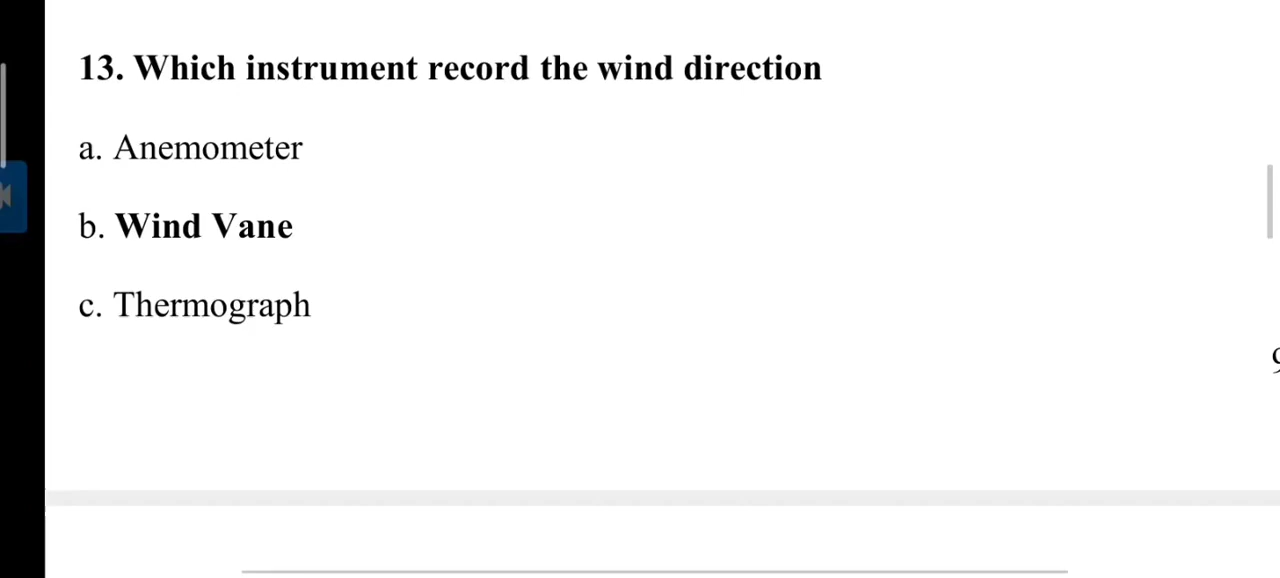 13. Which instrument record the wind direction
a. Anemometer
b. Wind Vane
c. Thermograph